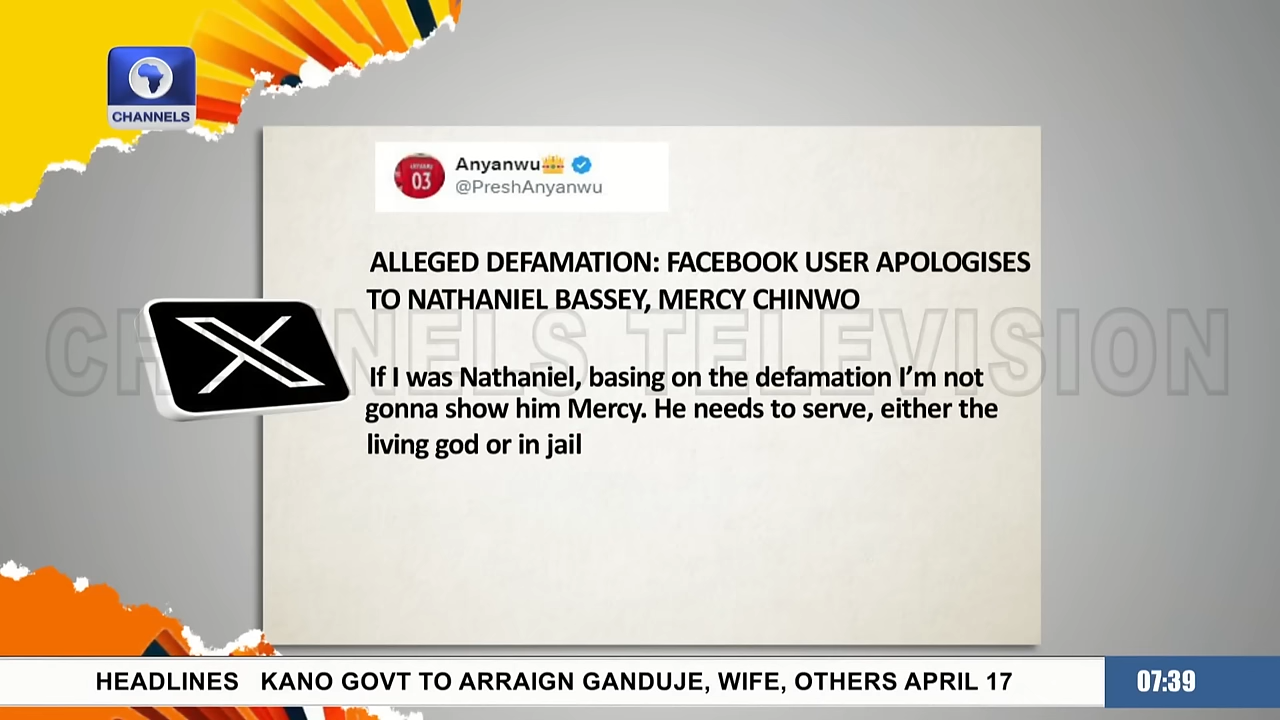 CHANNELS
03
Anyanwu
@PreshAnyanwu
ALLEGED DEFAMATION: FACEBOOK USER APOLOGISES
TO NATHANIEL BASSEY, MERCY CHINWO
CHANNELS TELEVISION
If I was Nathaniel, basing on the defamation I’m not
gonna show him Mercy. He needs to serve, either the
living god or in jail
HEADLINES KANO GOVT TO ARRAIGN GANDUJE, WIFE, OTHERS APRIL 17
07:39